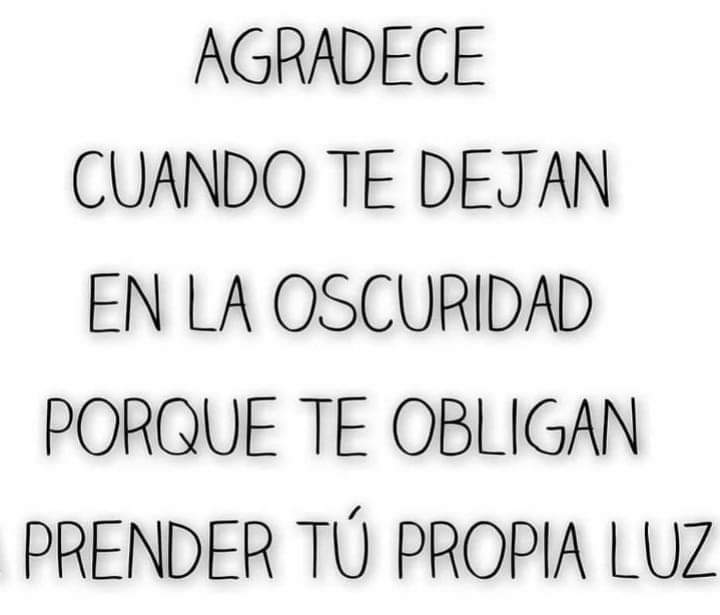 AGRADECE
CUANDO TE DEJAN
EN LA OSCURIDAD
PORQUE TE OBLIGAN
PRENDER TÚ PROPIA LUZ